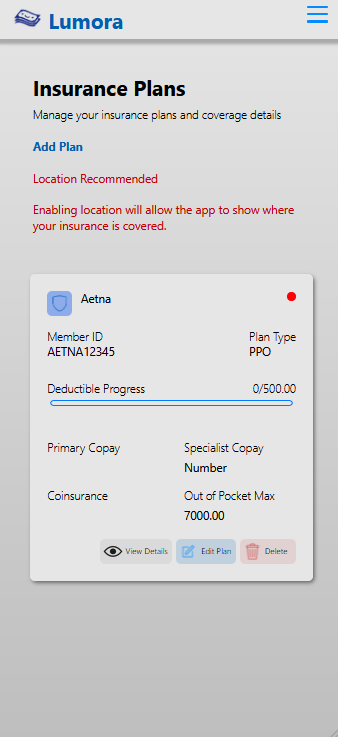 Lumora
Insurance Plans
Manage your insurance plans and coverage details
Add Plan
Location Recommended
Enabling location will allow the app to show where
your insurance is covered.
Aetna
Member ID
Plan Type
AETNA12345
PPO
Deductible Progress
0/500.00
Primary Copay
Specialist Copay
Number
Coinsurance
Out of Pocket Max
7000.00
View Details
Edit Plan
Delete